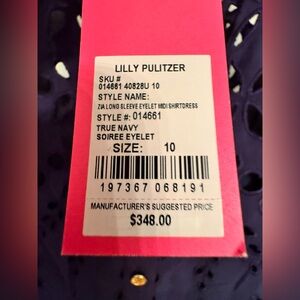 LILLY PULITZER
SKU #
014661 40828U 10
STYLE NAME:
ZIA LONG SLEEVE EYELET MIDI SHIRTDRESS
STYLE #: 014661
TRUE NAVY
SOIREE EYELET
SIZE: 10
197367 068191
MANUFACTURER'S SUGGESTED PRICE
$348.00